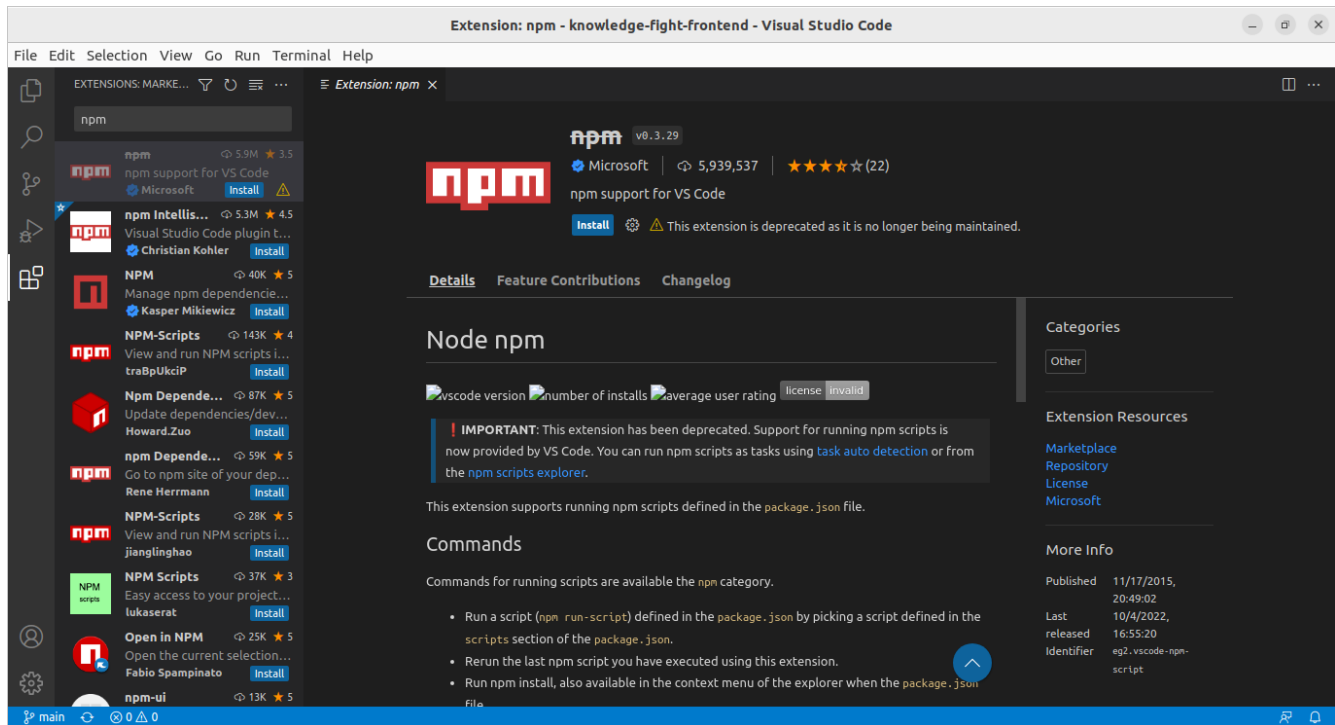 Extension: npm - knowledge-fight-frontend - Visual Studio Code
File Edit Selection View Go Run Terminal Help
EXTENSIONS: MARKE...
Extension: npm
npm
npm 5.9M 3.5
npm support for VS Code
Microsoft Install
npm Intellis... 5.3M 4.5
Visual Studio Code plugin t...
Christian Kohler Install
NPM 40K 5
Manage npm dependencie...
Kasper Mikiewicz Install
NPM-Scripts 143K 4
View and run NPM scripts i...
traBpUkciP Install
Npm Depende... 87K 5
Update dependencies/dev...
Howard.Zuo Install
npm Depende... 59K 5
Go to npm site of your dep...
Rene Herrmann Install
NPM-Scripts 28K 5
View and run NPM scripts i...
jianglinghao Install
NPM scripts
NPM Scripts 37K 3
Easy access to your project...
lukaserat Install
Open in NPM 25K 5
Open the current selection...
Fabio Spampinato Install
npm-ui 13K 5
npm v0.3.29
Microsoft 5,939,537 (22)
npm support for VS Code
Install This extension is deprecated as it is no longer being maintained.
Details Feature Contributions Changelog
Node npm
vscode version number of installs average user rating license invalid
❗ IMPORTANT: This extension has been deprecated. Support for running npm scripts is
now provided by VS Code. You can run npm scripts as tasks using task auto detection or from
the npm scripts explorer.
This extension supports running npm scripts defined in the package.json file.
Commands
Commands for running scripts are available the npm category.
• Run a script (npm run-script) defined in the package.json by picking a script defined in the
scripts section of the package.json.
• Rerun the last npm script you have executed using this extension.
• Run npm install, also available in the context menu of the explorer when the package.json
file
Categories
Other
Extension Resources
Marketplace
Repository
License
Microsoft
More Info
Published 11/17/2015,
20:49:02
Last 10/4/2022,
released 16:55:20
Identifier eg2.vscode-npm-
script
main 0 0